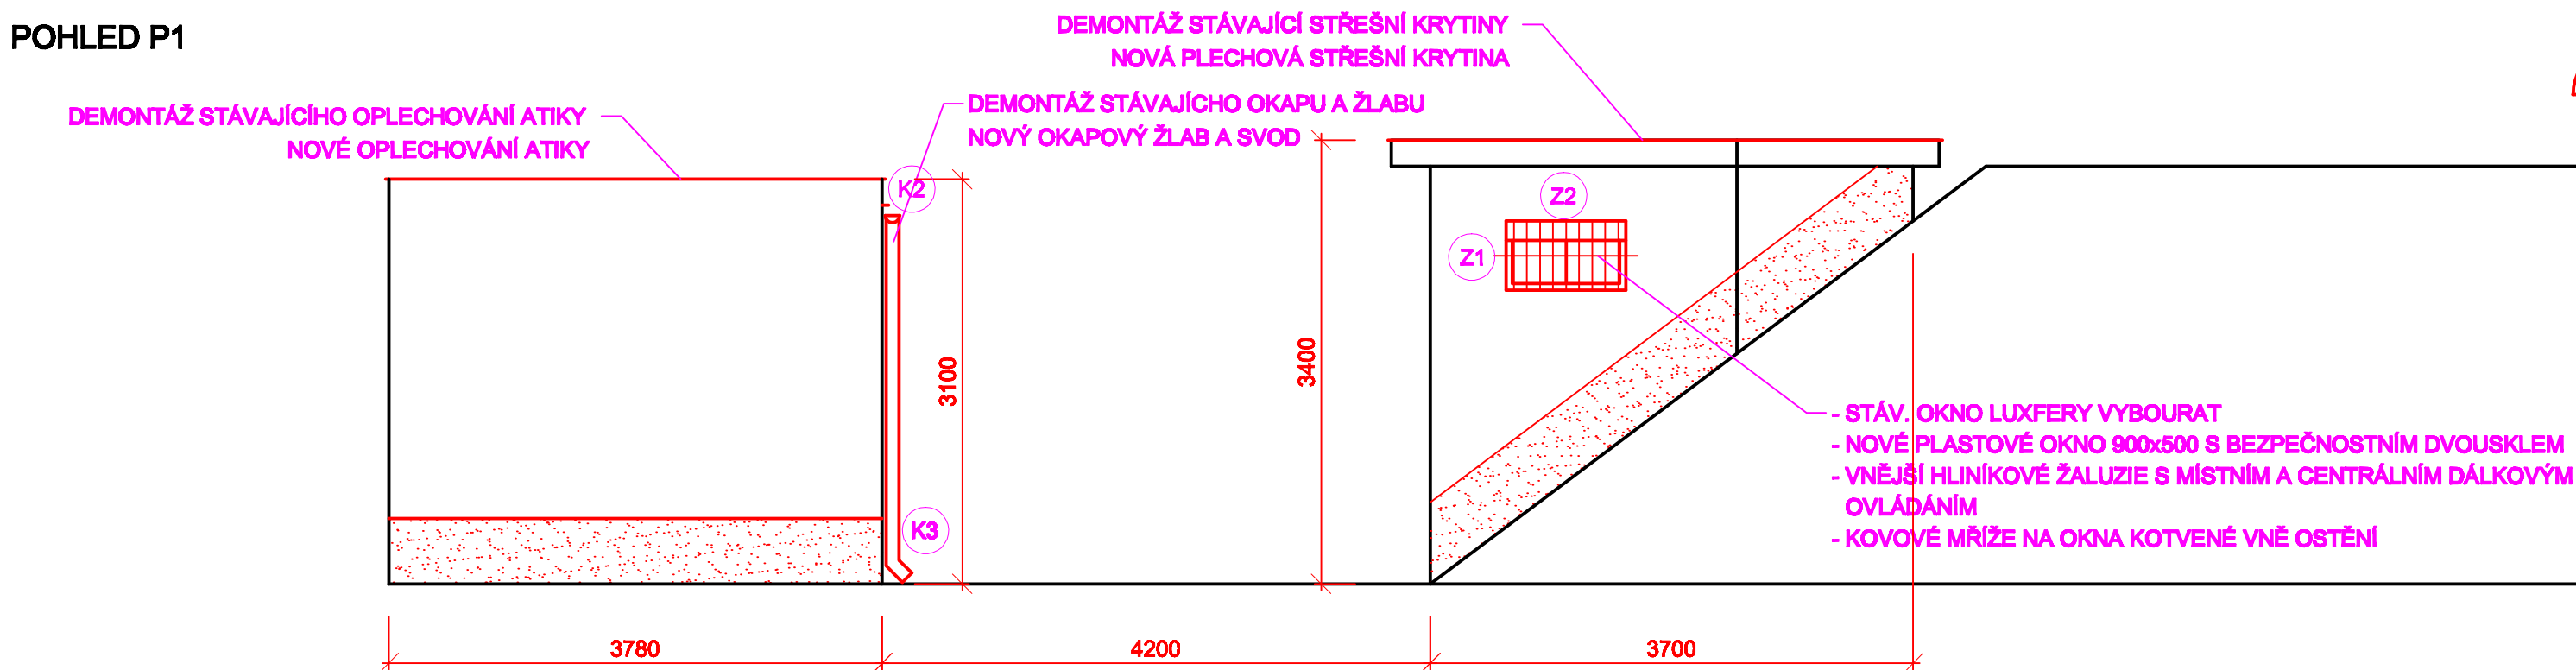 POHLED P1
DEMONTÁŽ STÁVAJÍCÍ STŘEŠNÍ KRYTINY
NOVÁ PLECHOVÁ STŘEŠNÍ KRYTINA
DEMONTÁŽ STÁVAJÍCÍHO OPLECHOVÁNÍ ATIKY
NOVÉ OPLECHOVÁNÍ ATIKY
DEMONTÁŽ STÁVAJÍCHO OKAPU A ŽLABU
NOVÝ OKAPOVÝ ŽLAB A SVOD
K2
Z2
Z1
3100
3400
K3
- STÁV. OKNO LUXFERY VYBOURAT
- NOVÉ PLASTOVÉ OKNO 900x500 S BEZPEČNOSTNÍM DVOUSKLEM
- VNĚJŠÍ HLINÍKOVÉ ŽALUZIE S MÍSTNÍM A CENTRÁLNÍM DÁLKOVÝM
OVLÁDÁNÍM
- KOVOVÉ MŘÍŽE NA OKNA KOTVENÉ VNĚ OSTĚNÍ
3780
4200
3700